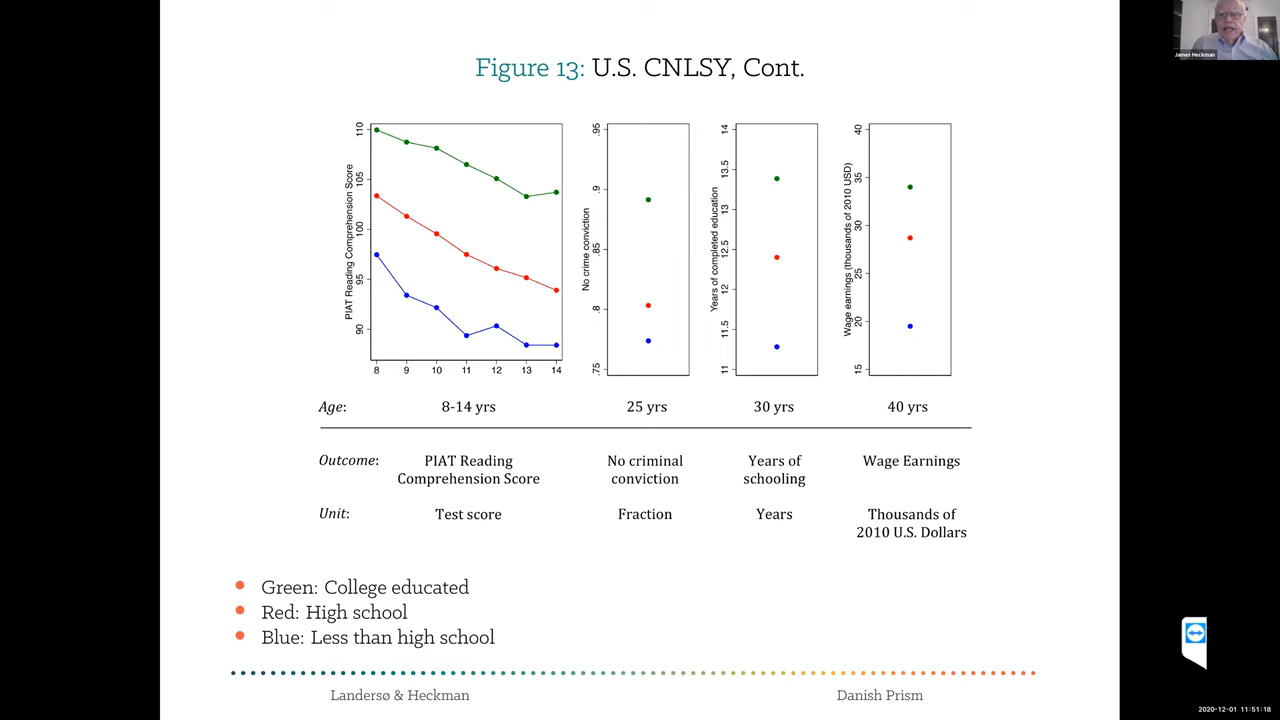 James Heckman
Figure 13: U.S. CNLSY, Cont.
PIAT Reading Comprehension Score
110
105
100
95
90
8 9 10 11 12 13 14
No crime conviction
.95
.9
.85
.8
.75
Years of completed education
14
13.5
13
12.5
12
11.5
11
Wage earnings (thousands of 2010 USD)
40
35
30
25
20
15
Age: 8-14 yrs 25 yrs 30 yrs 40 yrs
Outcome: PIAT Reading No criminal Years of Wage Earnings
Comprehension Score conviction schooling
Unit: Test score Fraction Years Thousands of
2010 U.S. Dollars
Green: College educated
Red: High school
Blue: Less than high school
Landersø & Heckman Danish Prism
2020-12-01 11:51:18